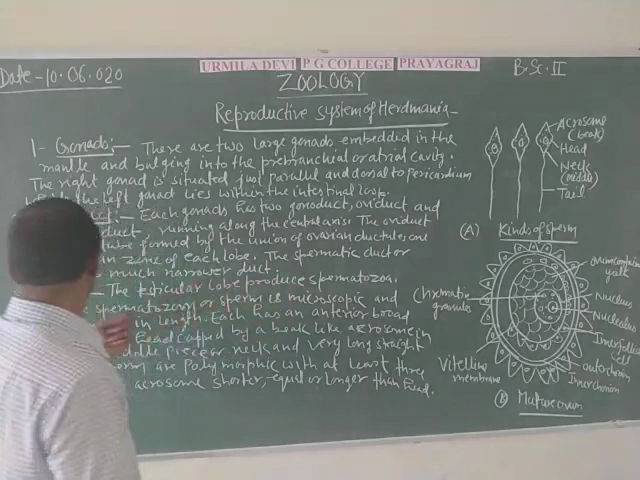 Date - 10.06.020
URMILA DEVI P G COLLEGE PRAYAGRAJ
B.Sc. II
ZOOLOGY
Reproductive system of Herdmania-
1- Gonads:- There are two large gonads embedded in the
mantle and bulging into the prebranchial or atrial cavity.
The right gonad is situated just parallel and dorsal to pericardium
the left gonad lies within the intestinal loop.
Each gonads has two gonoduct, oviduct and
running along the central axis. The oviduct
formed by the union of ovarian ductules, one
zone of each lobe. The spermatic duct or
much narrower duct.
The testicular lobe produce spermatozoa.
spermatozoa or sperm is microscopic and
in length. Each has an anterior broad
Head capped by a beak like acrosome, in
piece or neck and very long straight
are polymorphic with at least three
acrosome shorter, equal or longer than head.
Acrosome
(beak)
Head
Neck
(middle)
Tail
(A) Kinds of sperm
yolk
Chromatic
granules
Nucleus
Nucleolus
cell
outer chorion
Inner chorion
Vitelline
membrane
(B) Mature ovum